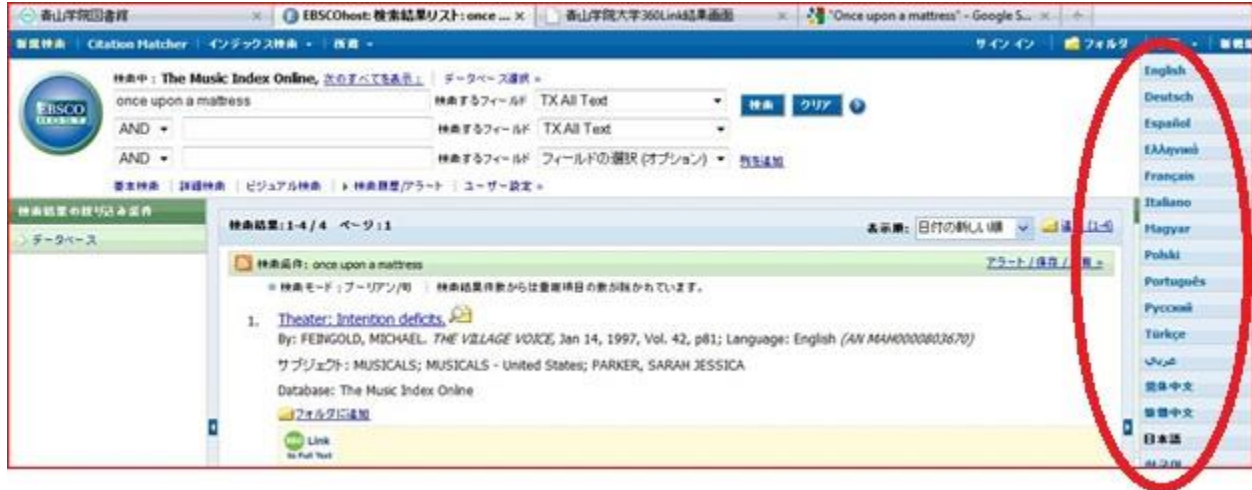 青山学院図書館
EBSCOhost: 検索結果リスト: once ...
青山学院大学360Link結果画面
"Once upon a mattress" - Google S...
新規検索
Citation Matcher
インデックス検索
サイン イン
フォルダ
検索中 : The Music Index Online, 次のすべてを表示:
データベース選択 »
EBSCO
HOST
once upon a mattress
検索するフィールド TX All Text
検索 クリア
AND
検索するフィールド TX All Text
AND
検索するフィールド フィールドの選択 (オプション)
列を追加
基本検索 詳細検索 ビジュアル検索 検索履歴/アラート ユーザー設定 »
検索結果の絞り込み条件
データベース
検索結果:1-4 / 4 ページ:1
表示順: 日付の新しい順
(1-4)
検索条件: once upon a mattress
アラート / 保存 /
検索モード : ブーリアン/句
検索結果件数からは重複項目の数が除かれています。
1. Theater: Intention deficits.
By: FEINGOLD, MICHAEL. THE VILLAGE VOICE, Jan 14, 1997, Vol. 42, p81; Language: English (AN MAH0000803670)
サブジェクト: MUSICALS; MUSICALS - United States; PARKER, SARAH JESSICA
Database: The Music Index Online
フォルダに追加
Link
to Full Text
English
Deutsch
Español
Ελληνικά
Français
Italiano
Magyar
Polski
Português
Русский
Türkçe
عربي
简体中文
繁體中文
日本語
한국어